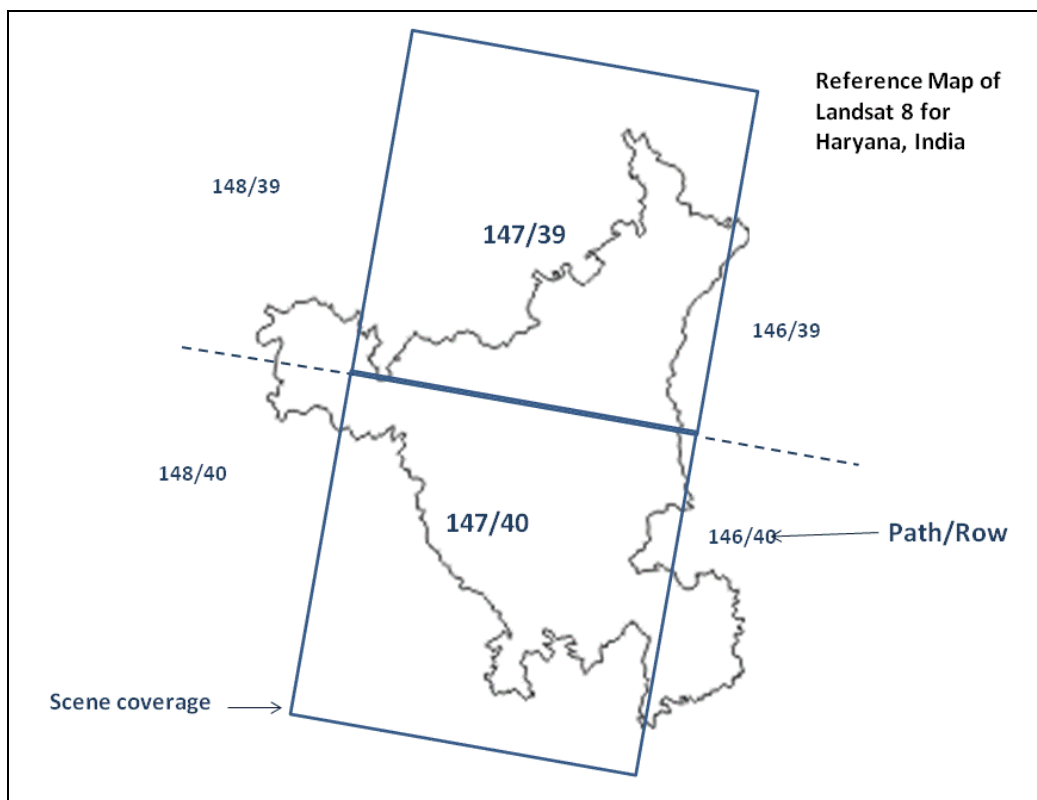 Reference Map of
Landsat 8 for
Haryana, India
148/39
147/39
146/39
148/40
147/40
146/40
Path/Row
Scene coverage